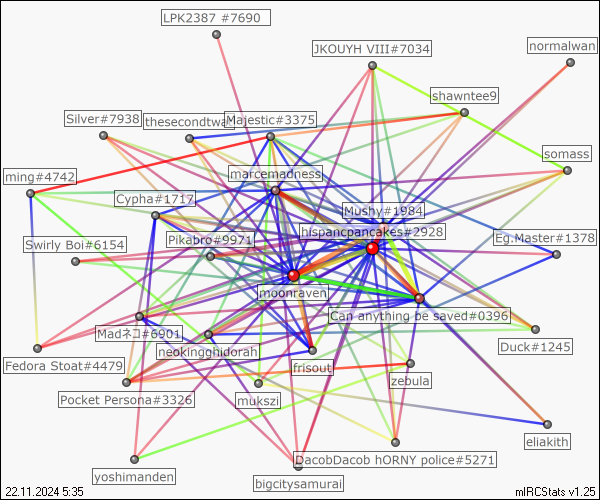 LPK2387 #7690
JKOUYH VIII#7034
normalwan
shawntee9
Silver#7938
thesecondtwa
Majestic#3375
somass
ming#4742
marcemadness
Cypha#1717
Mushy#1984
hispancpancakes#2928
Pikabro#9971
Swirly Boi#6154
Eg.Master#1378
moonraven
Can anything be saved#0396
Madネコ#6901
neokingghidorah
Duck#1245
Fedora Stoat#4479
frisout
zebula
Pocket Persona#3326
mukszi
eliakith
DacobDacob hORNY police#5271
yoshimanden
bigcitysamurai
22.11.2024 5:35
mIRCStats v1.25